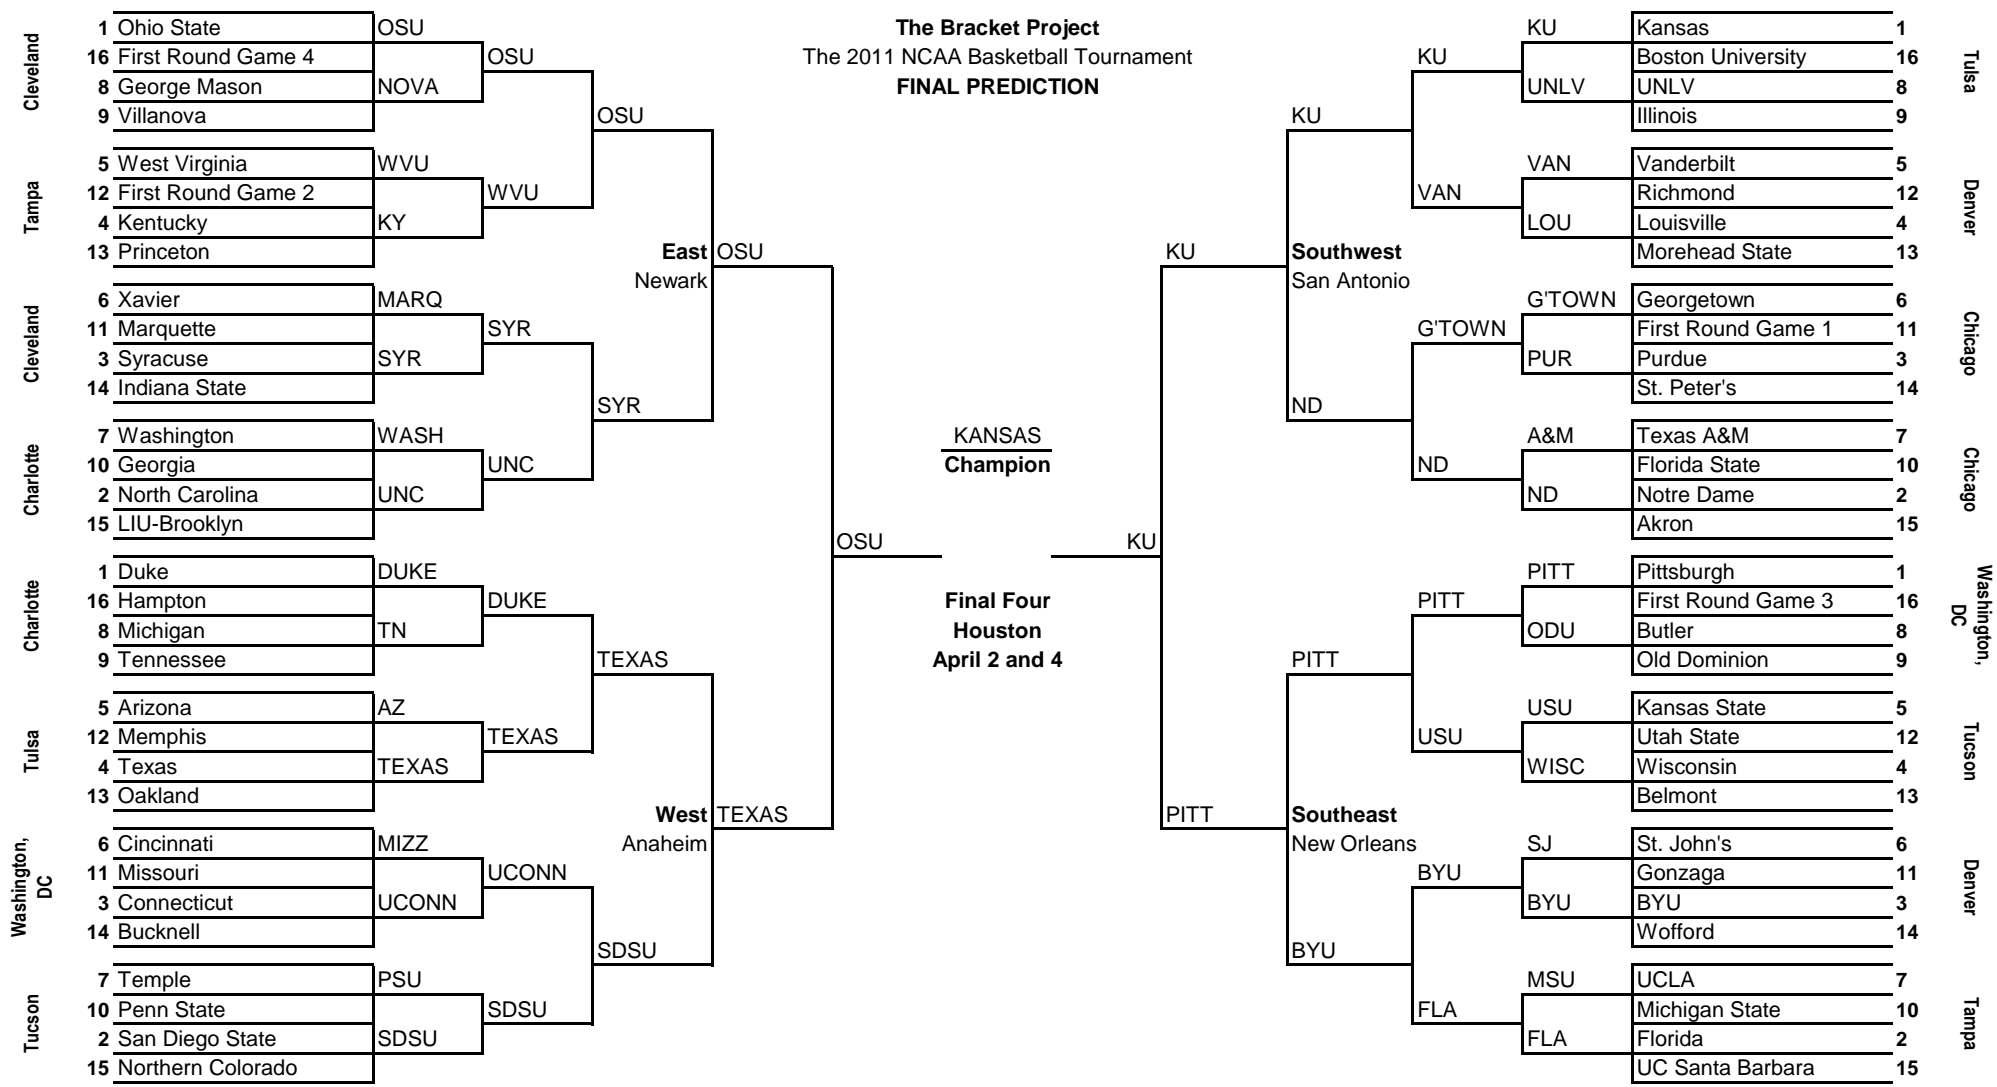 The Bracket Project
The 2011 NCAA Basketball Tournament
FINAL PREDICTION
Cleveland
1 Ohio State
16 First Round Game 4
8 George Mason
9 Villanova
OSU
NOVA
OSU
Tampa
5 West Virginia
12 First Round Game 2
4 Kentucky
13 Princeton
WVU
KY
WVU
OSU
Cleveland
6 Xavier
11 Marquette
3 Syracuse
14 Indiana State
MARQ
SYR
SYR
Charlotte
7 Washington
10 Georgia
2 North Carolina
15 LIU-Brooklyn
WASH
UNC
UNC
SYR
East
Newark
OSU
Charlotte
1 Duke
16 Hampton
8 Michigan
9 Tennessee
DUKE
TN
DUKE
Tulsa
5 Arizona
12 Memphis
4 Texas
13 Oakland
AZ
TEXAS
TEXAS
TEXAS
Washington,
DC
6 Cincinnati
11 Missouri
3 Connecticut
14 Bucknell
MIZZ
UCONN
UCONN
Tucson
7 Temple
10 Penn State
2 San Diego State
15 Northern Colorado
PSU
SDSU
SDSU
SDSU
West
Anaheim
TEXAS
OSU
KANSAS
Champion
Final Four
Houston
April 2 and 4
KU
KU
Southwest
San Antonio
KU
KU
KU
UNLV
Kansas 1
Boston University 16
UNLV 8
Illinois 9
Tulsa
VAN
VAN
LOU
Vanderbilt 5
Richmond 12
Louisville 4
Morehead State 13
Denver
ND
G'TOWN
G'TOWN
PUR
Georgetown 6
First Round Game 1 11
Purdue 3
St. Peter's 14
Chicago
ND
A&M
ND
Texas A&M 7
Florida State 10
Notre Dame 2
Akron 15
Chicago
PITT
Southeast
New Orleans
PITT
PITT
PITT
ODU
Pittsburgh 1
First Round Game 3 16
Butler 8
Old Dominion 9
Washington,
DC
USU
USU
WISC
Kansas State 5
Utah State 12
Wisconsin 4
Belmont 13
Tucson
BYU
BYU
SJ
BYU
St. John's 6
Gonzaga 11
BYU 3
Wofford 14
Denver
FLA
MSU
FLA
UCLA 7
Michigan State 10
Florida 2
UC Santa Barbara 15
Tampa